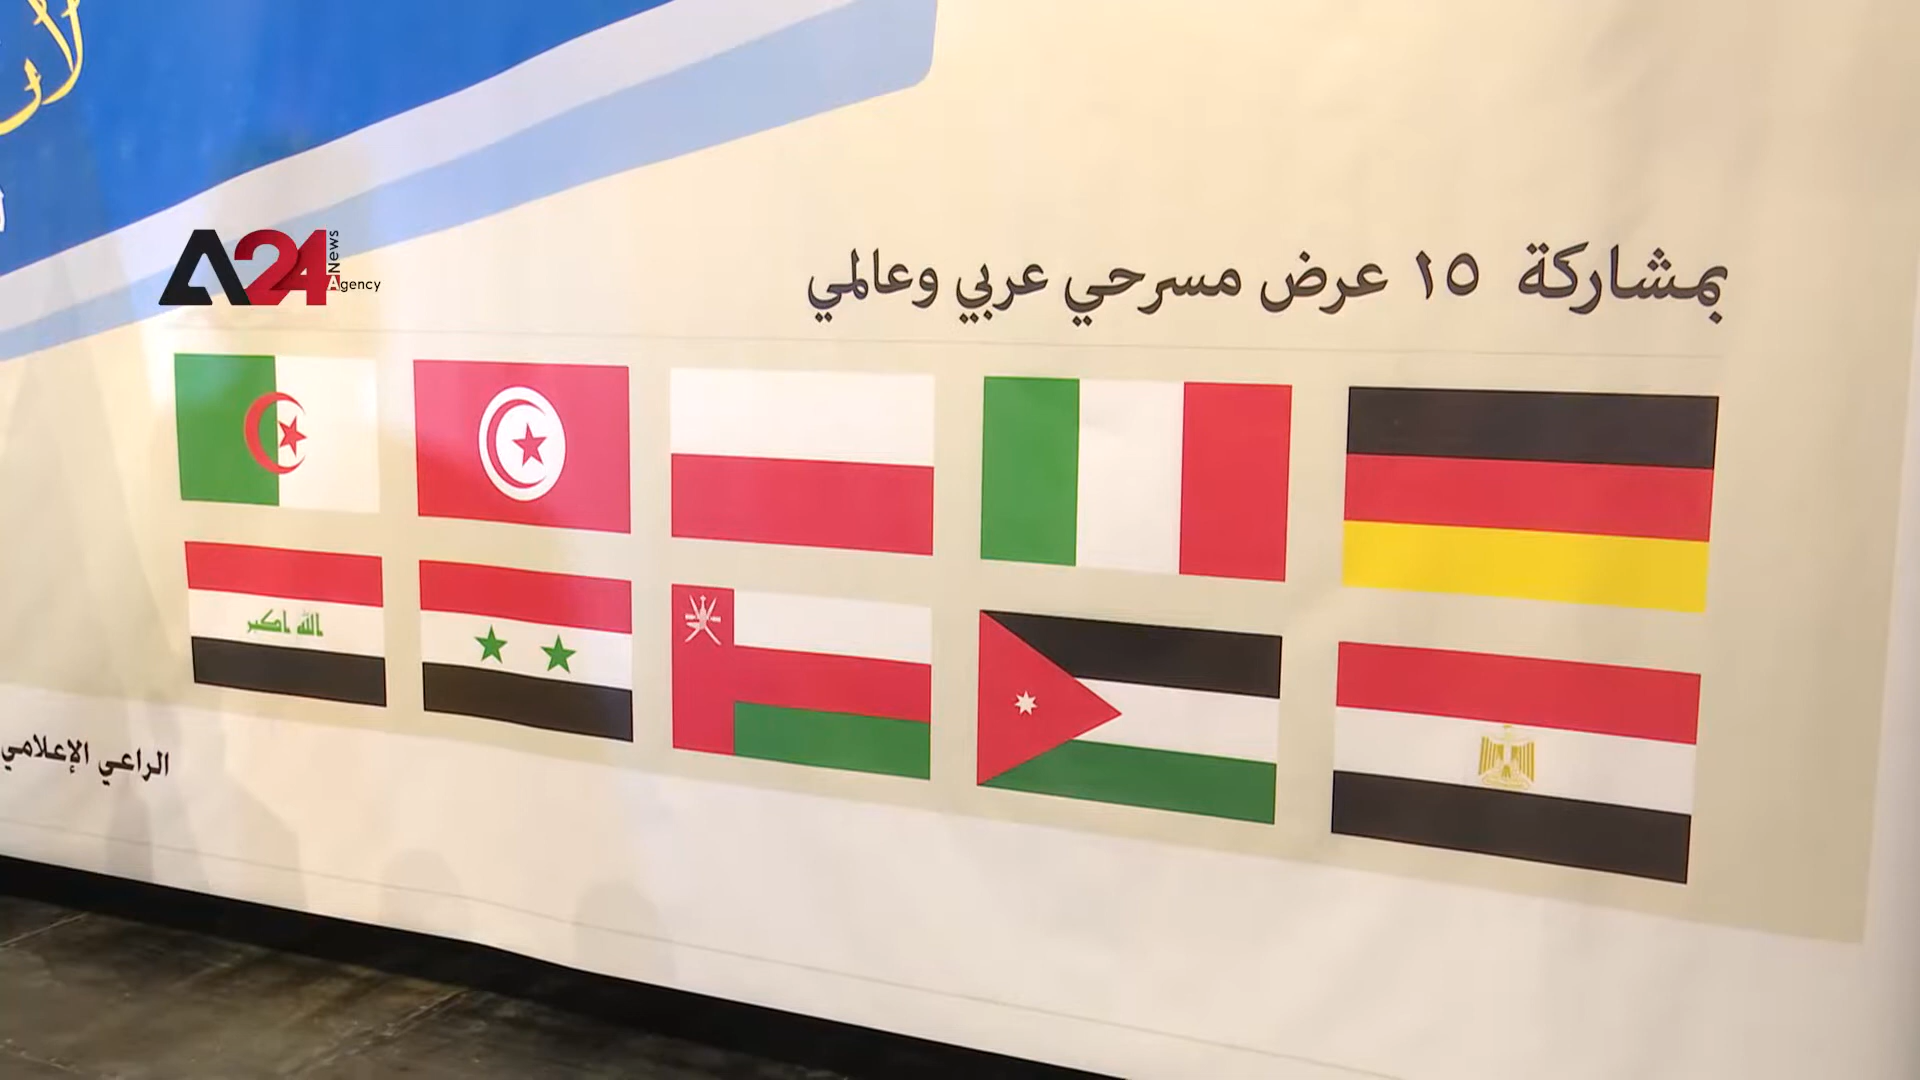 A24 News Agency
بمشاركة ١٥ عرض مسرحي عربي وعالمي
الله اكبر
الراعي الإعلامي